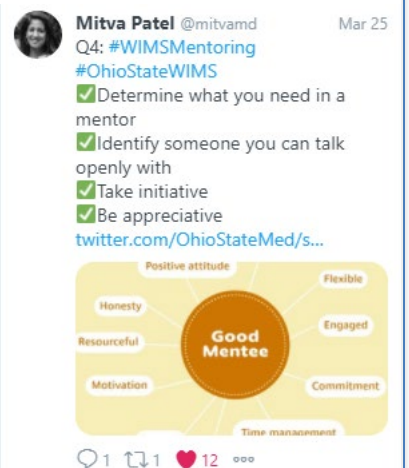 Mitva Patel @mitvamd Mar 25
Q4: #WIMSMentoring
#OhioStateWIMS
✅Determine what you need in a
mentor
✅Identify someone you can talk
openly with
✅Take initiative
✅Be appreciative
twitter.com/OhioStateMed/s...
Positive attitude
Flexible
Honesty
Engaged
Resourceful
Good
Mentee
Motivation
Commitment
Time management
1 1 12